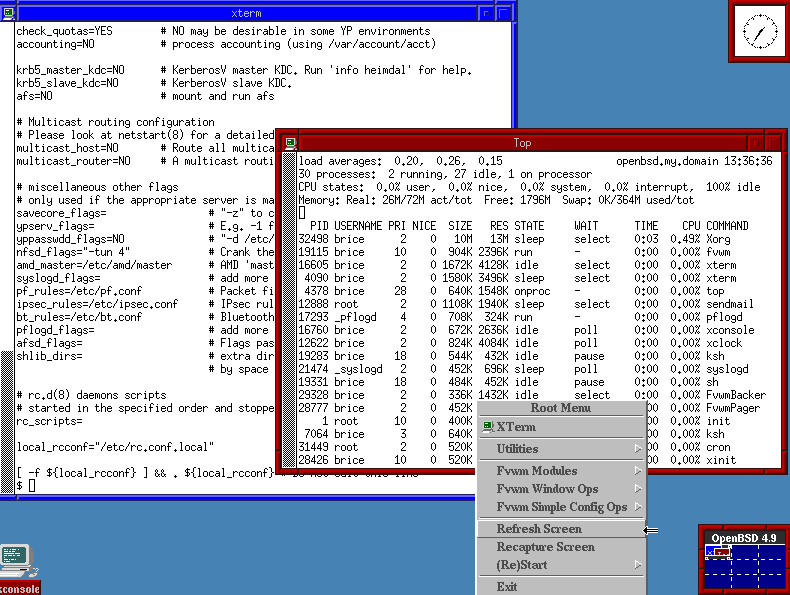 xterm
check_quotas=YES # NO may be desirable in some YP environments
accounting=NO # process accounting (using /var/account/acct)
krb5_master_kdc=NO # KerberosV master KDC. Run 'info heimdal' for help.
krb5_slave_kdc=NO # KerberosV slave KDC.
afs=NO # mount and run afs
# Multicast routing configuration
# Please look at netstart(8) for a detailed
multicast_host=NO # Route all multica
multicast_router=NO # A multicast routi
# miscellaneous other flags
# only used if the appropriate server is ma
savecore_flags= # "-z" to c
ypserv_flags= # E.g. -1 f
yppasswdd_flags=NO # "-d /etc/
nfsd_flags="-tun 4" # Crank the
amd_master=/etc/amd/master # AMD 'mast
syslogd_flags= # add more
pf_rules=/etc/pf.conf # Packet fi
ipsec_rules=/etc/ipsec.conf # IPsec rul
bt_rules=/etc/bt.conf # Bluetooth
pflogd_flags= # add more
afsd_flags= # Flags pas
shlib_dirs= # extra dir
# by space
# rc.d(8) daemons scripts
# started in the specified order and stoppe
rc_scripts=
local_rcconf="/etc/rc.conf.local"
[ -f ${local_rcconf} ] && . ${local_rcconf} # Do not edit this line
$
Top
load averages: 0.20, 0.26, 0.15 openbsd.my.domain 13:36:36
30 processes: 2 running, 27 idle, 1 on processor
CPU states: 0.0% user, 0.0% nice, 0.0% system, 0.0% interrupt, 100% idle
Memory: Real: 26M/72M act/tot Free: 1796M Swap: 0K/364M used/tot
PID USERNAME PRI NICE SIZE RES STATE WAIT TIME CPU COMMAND
32498 brice 2 0 10M 13M sleep select 0:03 0.49% Xorg
19115 brice 10 0 904K 2396K run - 0:00 0.00% fvwm
16605 brice 2 0 1672K 4128K idle select 0:00 0.00% xterm
4090 brice 2 0 1580K 3496K sleep select 0:00 0.00% xterm
4378 brice 28 0 640K 1548K onproc - 0:00 0.00% top
12888 root 2 0 1108K 1940K sleep select 0:00 0.00% sendmail
17293 _pflogd 4 0 708K 324K run - 0:00 0.00% pflogd
16760 brice 2 0 672K 2636K idle poll 0:00 0.00% xconsole
12622 brice 2 0 824K 4084K idle poll 0:00 0.00% xclock
19283 brice 18 0 544K 432K idle pause 0:00 0.00% ksh
21474 _syslogd 2 0 452K 696K sleep poll 0:00 0.00% syslogd
19331 brice 18 0 484K 452K idle pause 0:00 0.00% sh
29328 brice 2 0 336K 1432K idle select 0:00 0.00% FvwmBacker
28777 brice 2 0 452K :00 0.00% FvwmPager
1 root 10 0 400K :00 0.00% init
7064 brice 3 0 640K :00 0.00% ksh
31449 root 2 0 520K :00 0.00% cron
28426 brice 10 0 520K :00 0.00% xinit
Root Menu
XTerm
Utilities
Fvwm Modules
Fvwm Window Ops
Fvwm Simple Config Ops
Refresh Screen
Recapture Screen
(Re)Start
Exit
OpenBSD 4.9
X
T
xconsole